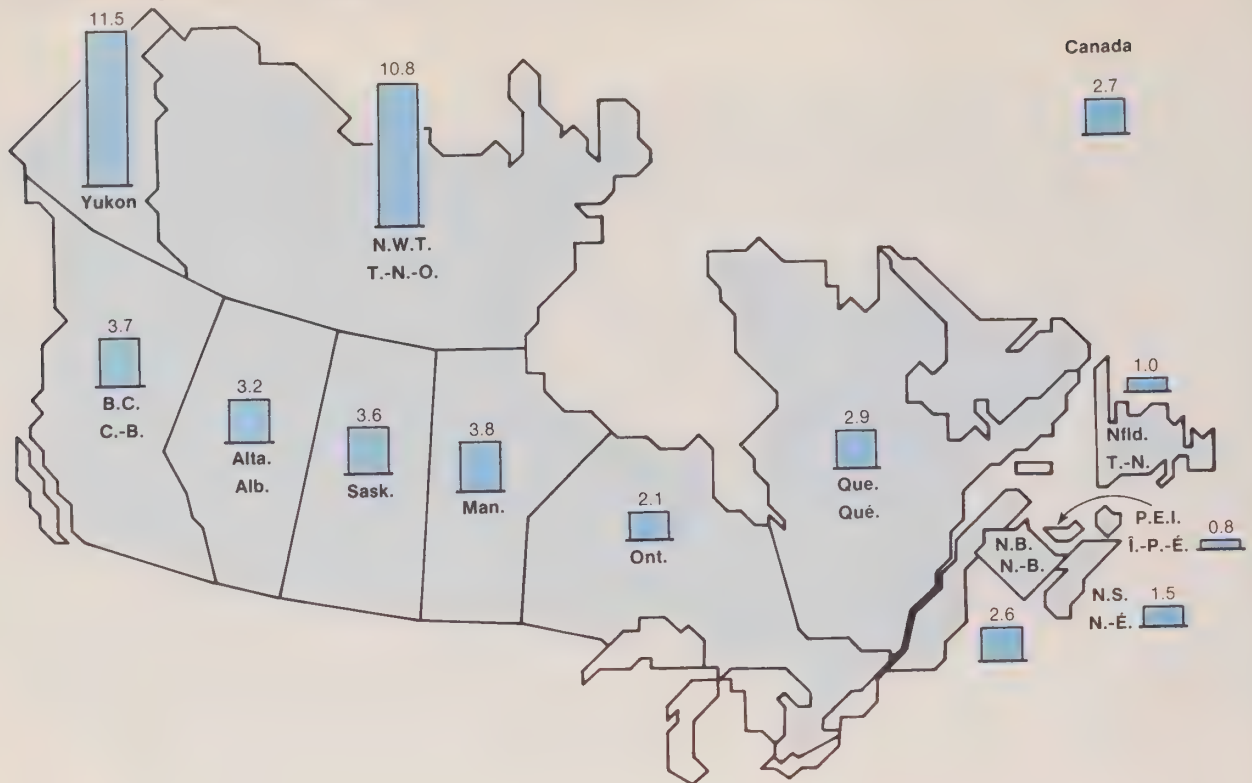 11.5
Yukon
10.8
N.W.T.
T.-N.-O.
Canada
2.7
3.7
B.C.
C.-B.
3.2
Alta.
Alb.
3.6
Sask.
3.8
Man.
2.1
Ont.
2.9
Que.
Qué.
1.0
Nfld.
T.-N.
P.E.I.
Î.-P.-É. 0.8
N.B.
N.-B.
2.6
N.S.
N.-É.
1.5